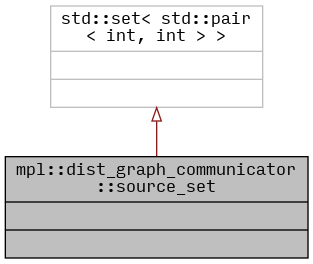 std::set< std::pair
< int, int > >
mpl::dist_graph_communicator
::source_set